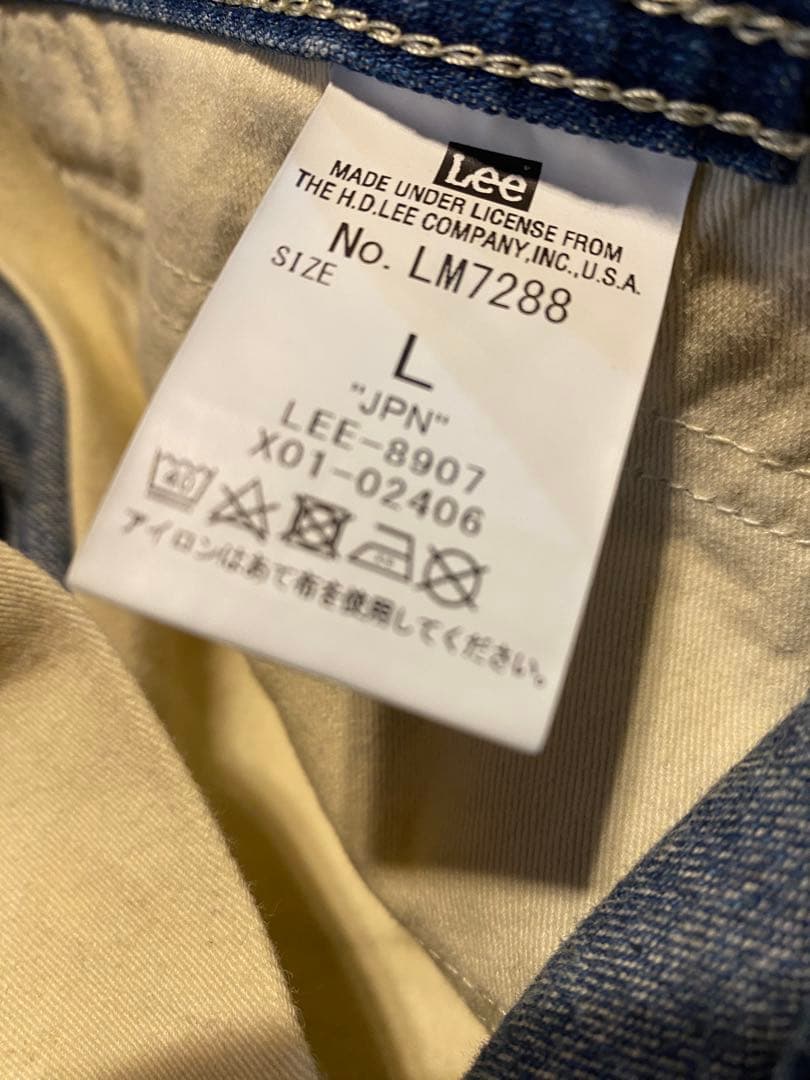 Lee
MADE UNDER LICENSE FROM
THE H.D.LEE COMPANY,INC.,U.S.A.
No. LM7288
SIZE
L
"JPN"
LEE-8907
X01-02406
40
アイロンはあて布を使用してください。